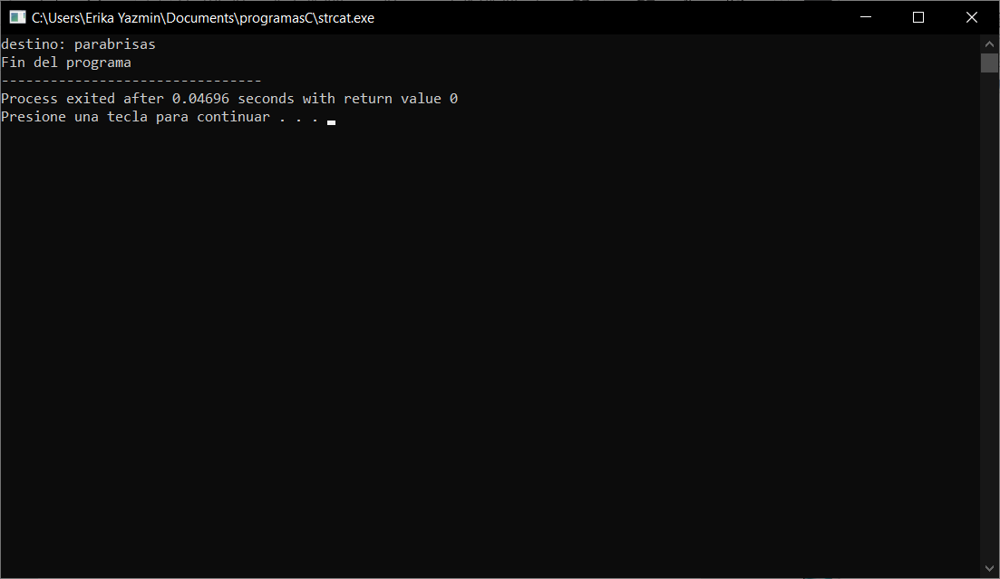 C:\Users\Erika Yazmin\Documents\programasC\strcat.exe
destino: parabrisas
Fin del programa
--------------------------------
Process exited after 0.04696 seconds with return value 0
Presione una tecla para continuar . . .